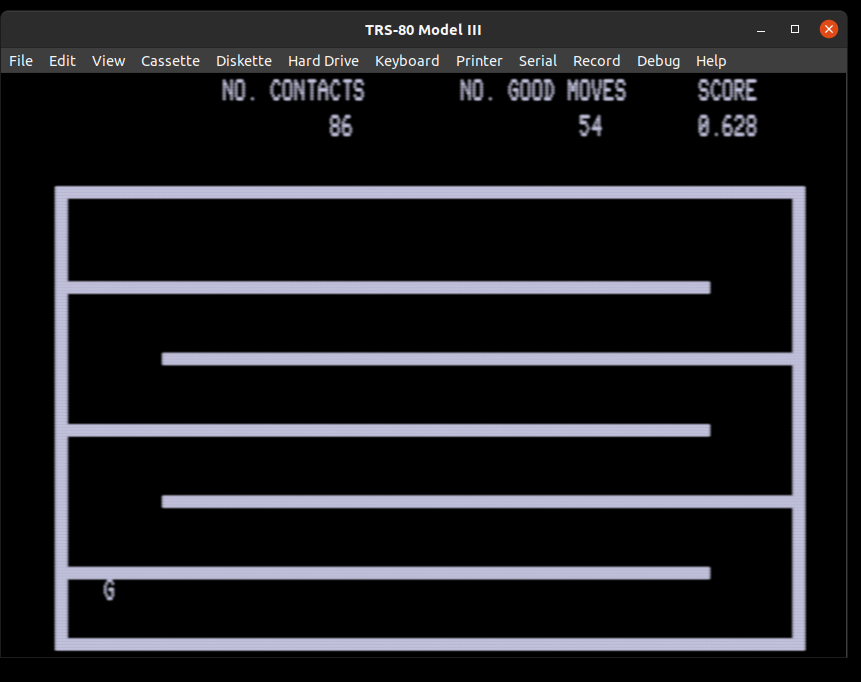 TRS-80 Model III
File Edit View Cassette Diskette Hard Drive Keyboard Printer Serial Record Debug Help
NO. CONTACTS NO. GOOD MOVES SCORE
86 54 0.628
G